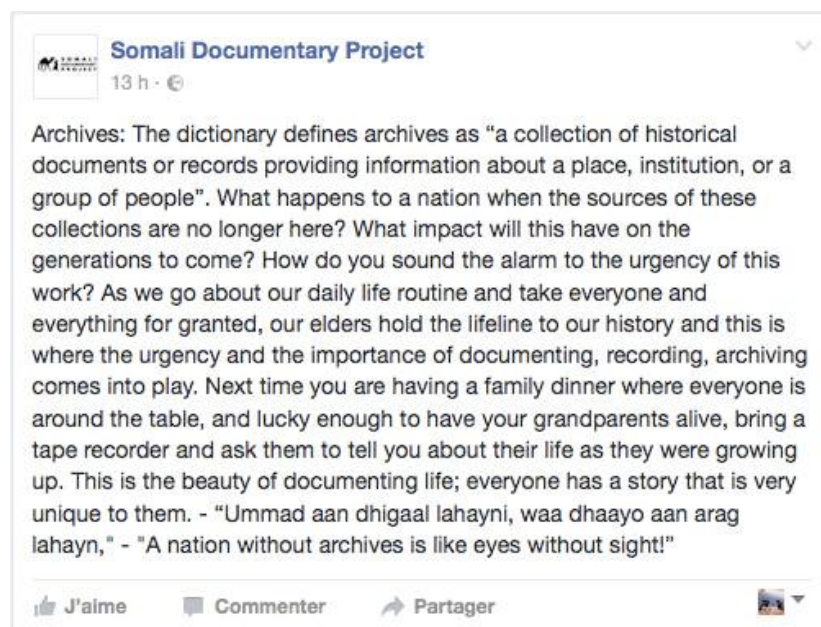 Somali Documentary Project
13 h ·
Archives: The dictionary defines archives as “a collection of historical
documents or records providing information about a place, institution, or a
group of people”. What happens to a nation when the sources of these
collections are no longer here? What impact will this have on the
generations to come? How do you sound the alarm to the urgency of this
work? As we go about our daily life routine and take everyone and
everything for granted, our elders hold the lifeline to our history and this is
where the urgency and the importance of documenting, recording, archiving
comes into play. Next time you are having a family dinner where everyone is
around the table, and lucky enough to have your grandparents alive, bring a
tape recorder and ask them to tell you about their life as they were growing
up. This is the beauty of documenting life; everyone has a story that is very
unique to them. - “Ummad aan dhigaal lahayni, waa dhaayo aan arag
lahayn," - "A nation without archives is like eyes without sight!”
J'aime Commenter Partager